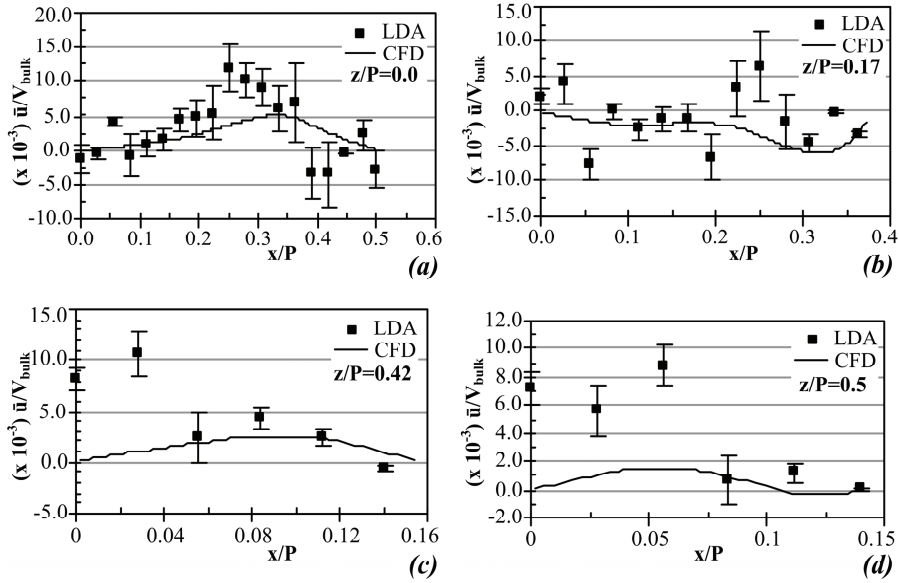 20.0
15.0
10.0
5.0
0.0
-5.0
10.0
(x 10⁻³) ū/V_bulk
LDA
CFD
z/P=0.0
0.0 0.1 0.2 0.3 0.4 0.5 0.6
x/P
(a)
15.0
10.0
5.0
0.0
-5.0
-10.0
-15.0
(x 10⁻³) ū/V_bulk
LDA
CFD
z/P=0.17
0.0 0.1 0.2 0.3 0.4
x/P
(b)
15.0
10.0
5.0
0.0
-5.0
(x 10⁻³) ū/V_bulk
LDA
CFD
z/P=0.42
0 0.04 0.08 0.12 0.16
x/P
(c)
12.0
10.0
8.0
6.0
4.0
2.0
0.0
-2.0
(x 10⁻³) ū/V_bulk
LDA
CFD
z/P=0.5
0 0.05 0.1 0.15
x/P
(d)